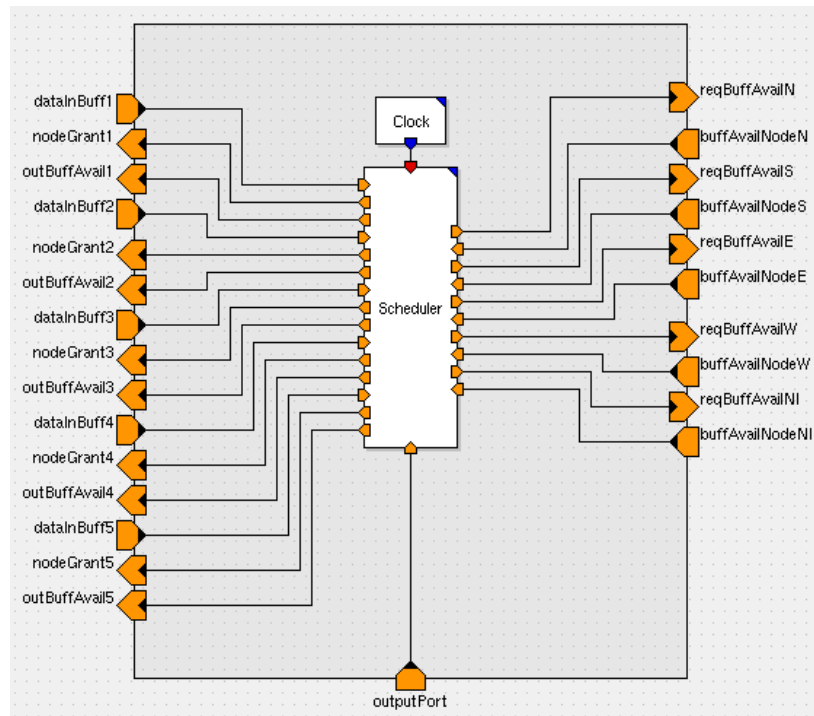 dataInBuff1
nodeGrant1
outBuffAvail1
dataInBuff2
nodeGrant2
outBuffAvail2
dataInBuff3
nodeGrant3
outBuffAvail3
dataInBuff4
nodeGrant4
outBuffAvail4
dataInBuff5
nodeGrant5
outBuffAvail5
Clock
Scheduler
reqBuffAvailN
buffAvailNodeN
reqBuffAvailS
buffAvailNodeS
reqBuffAvailE
buffAvailNodeE
reqBuffAvailW
buffAvailNodeW
reqBuffAvailNI
buffAvailNodeNI
outputPort